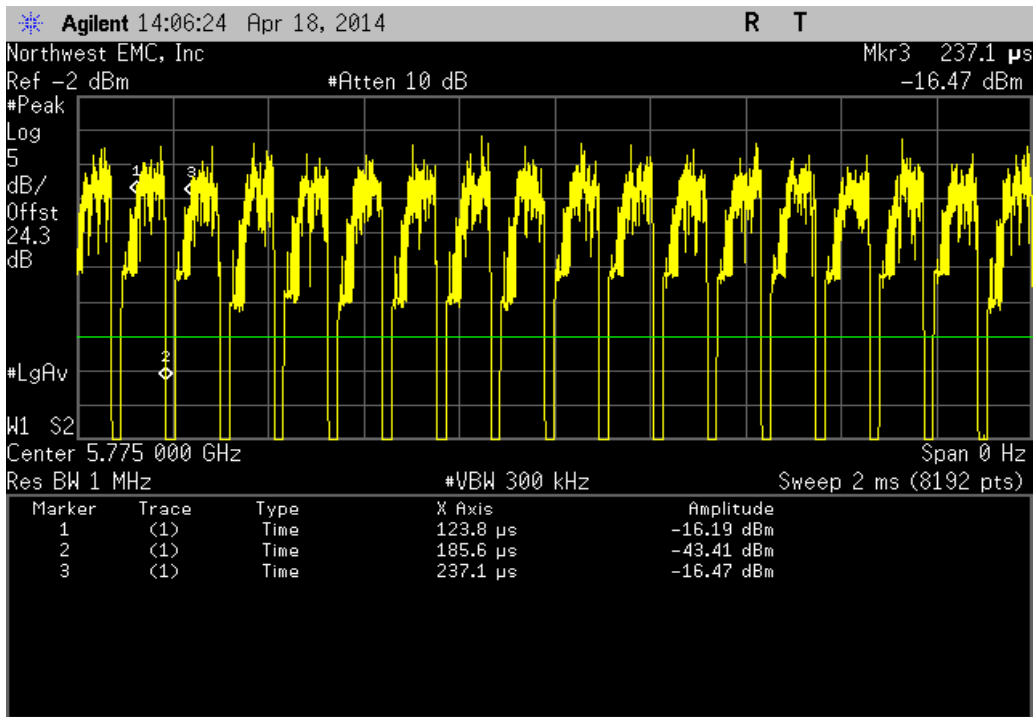 Agilent 14:06:24 Apr 18, 2014 R T
Northwest EMC, Inc Mkr3 237.1 µs
Ref -2 dBm #Atten 10 dB -16.47 dBm
#Peak
Log
5
dB/
Offst
24.3
dB
1
3
2
#LgAv
W1 S2
Center 5.775 000 GHz Span 0 Hz
Res BW 1 MHz #VBW 300 kHz Sweep 2 ms (8192 pts)
Marker Trace Type X Axis Amplitude
1 (1) Time 123.8 µs -16.19 dBm
2 (1) Time 185.6 µs -43.41 dBm
3 (1) Time 237.1 µs -16.47 dBm